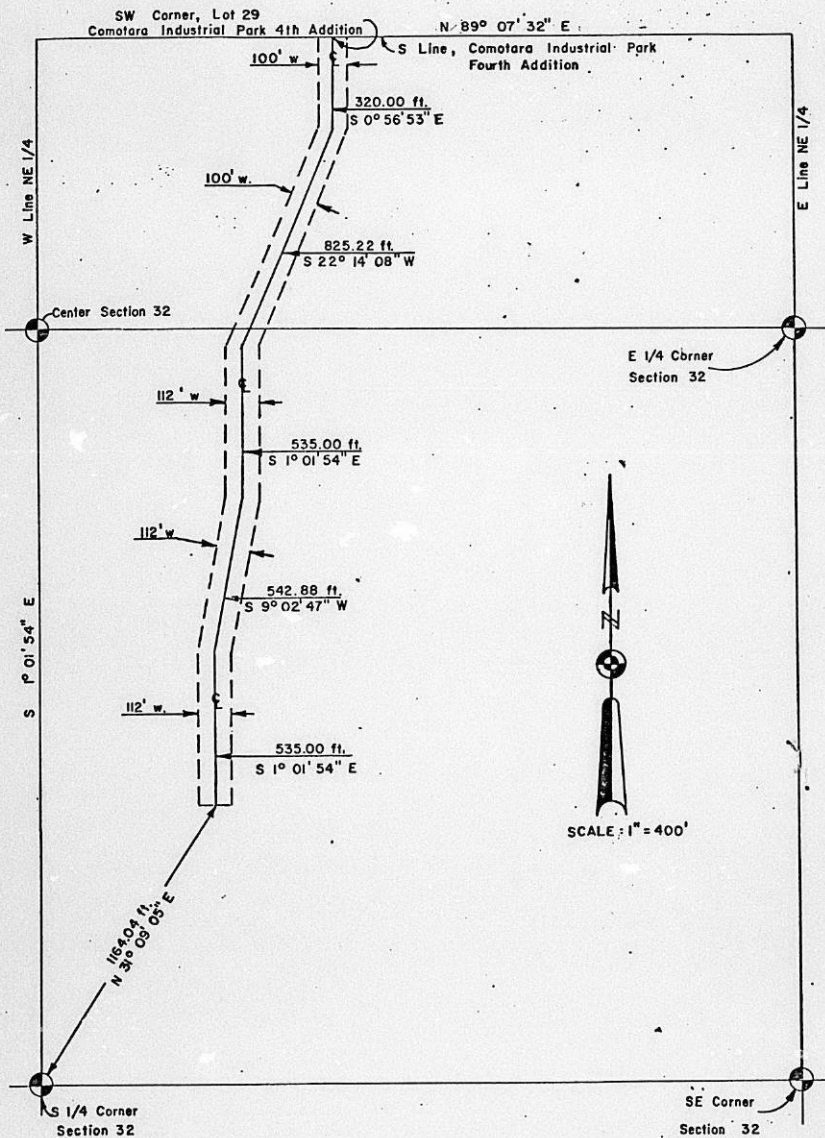 SW Corner, Lot 29
Comotara Industrial Park 4th Addition
N 89° 07' 32" E
S Line, Comotara Industrial Park
Fourth Addition
100' w
℄
320.00 ft.
S 0° 56' 53" E
W Line NE 1/4
E Line NE 1/4
100' w.
825.22 ft.
S 22° 14' 08" W
Center Section 32
E 1/4 Corner
Section 32
℄
112' w
535.00 ft.
S 1° 01' 54" E
112' w
542.88 ft.
S 9° 02' 47" W
S 1° 01' 54" E
N
℄
112' w.
535.00 ft.
S 1° 01' 54" E
SCALE : 1" = 400'
1164.04 ft.
N 31° 09' 05" E
S 1/4 Corner
Section 32
SE Corner
Section 32